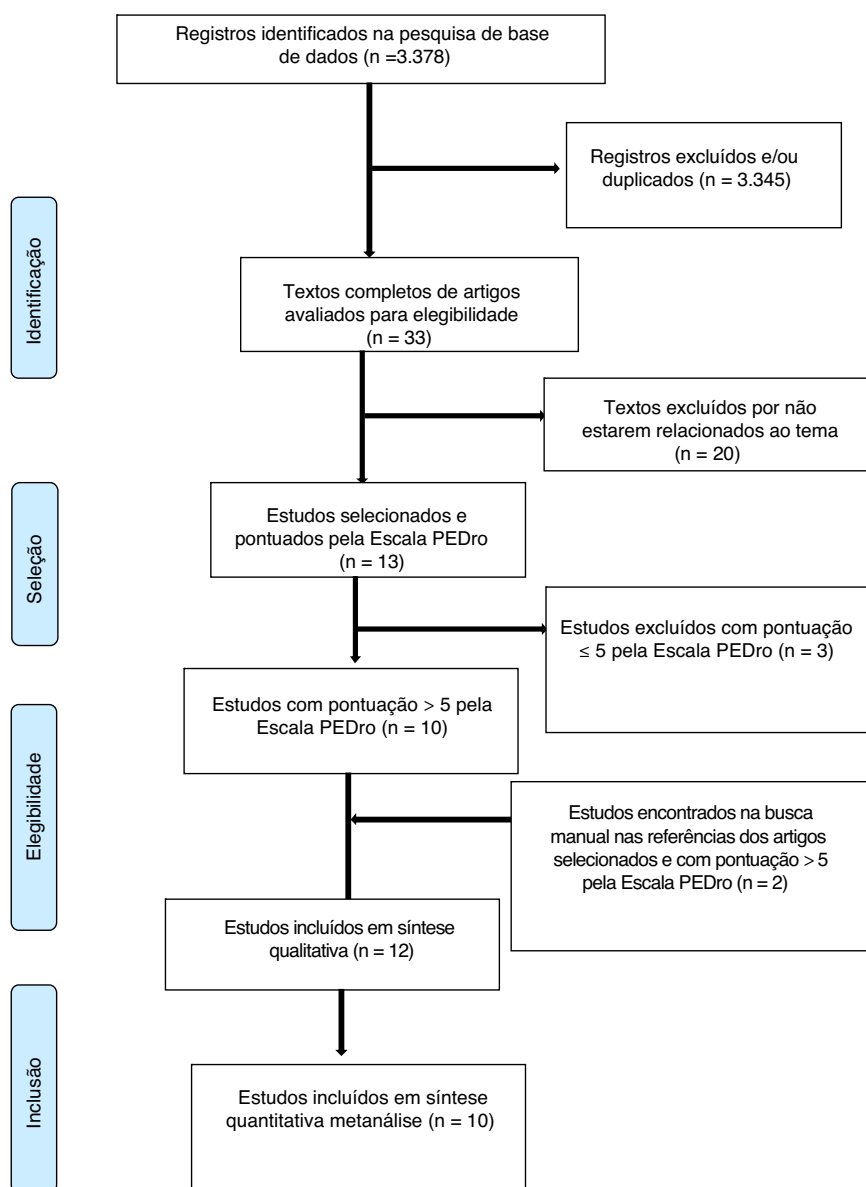 Registros identificados na pesquisa de base
de dados (n =3.378)
Registros excluídos e/ou
duplicados (n = 3.345)
Identificação
Textos completos de artigos
avaliados para elegibilidade
(n = 33)
Textos excluídos por não
estarem relacionados ao tema
(n = 20)
Seleção
Estudos selecionados e
pontuados pela Escala PEDro
(n = 13)
Estudos excluídos com pontuação
≤ 5 pela Escala PEDro (n = 3)
Elegibilidade
Estudos com pontuação > 5 pela
Escala PEDro (n = 10)
Estudos encontrados na busca
manual nas referências dos artigos
selecionados e com pontuação > 5
pela Escala PEDro (n = 2)
Estudos incluídos em síntese
qualitativa (n = 12)
Inclusão
Estudos incluídos em síntese
quantitativa metanálise (n = 10)